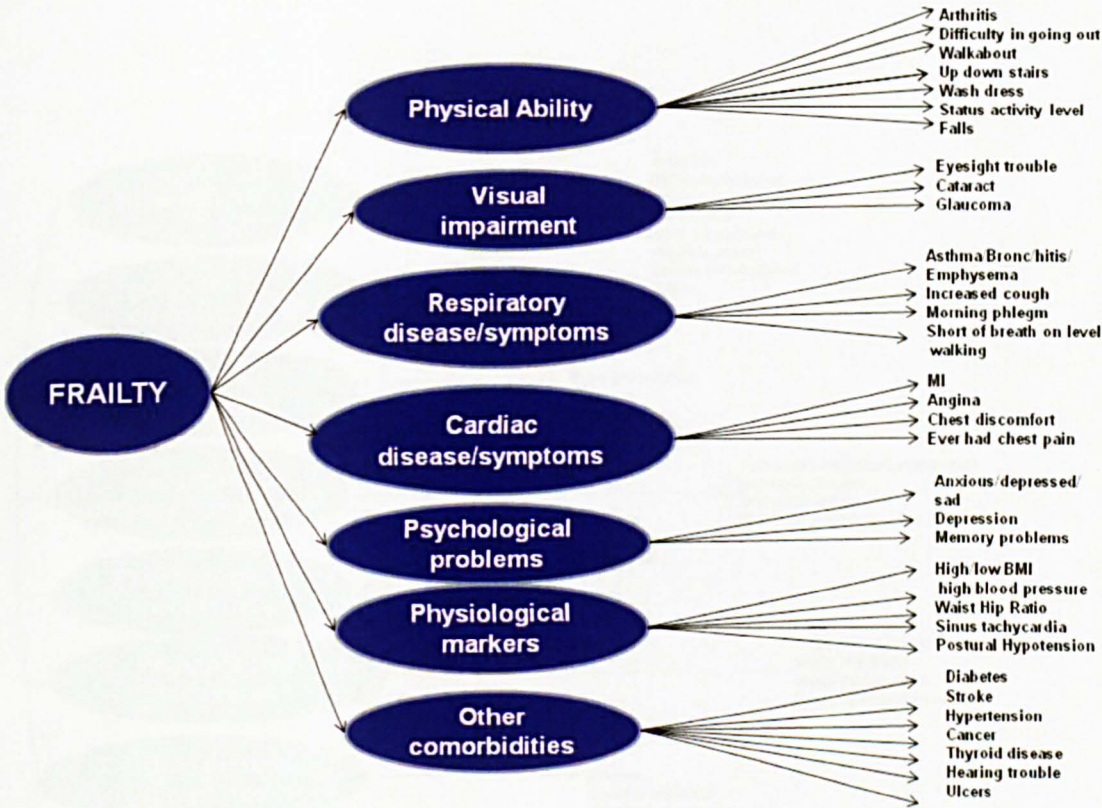 FRAILTY
Physical Ability
Arthritis
Difficulty in going out
Walkabout
Up down stairs
Wash dress
Status activity level
Falls
Visual
impairment
Eyesight trouble
Cataract
Glaucoma
Respiratory
disease/symptoms
Asthma Bronc/hitis/
Emphysema
Increased cough
Morning phlegm
Short of breath on level
walking
Cardiac
disease/symptoms
MI
Angina
Chest discomfort
Ever had chest pain
Psychological
problems
Anxious/depressed/
sad
Depression
Memory problems
Physiological
markers
High/low BMI
high blood pressure
Waist Hip Ratio
Sinus tachycardia
Postural Hypotension
Other
comorbidities
Diabetes
Stroke
Hypertension
Cancer
Thyroid disease
Hearing trouble
Ulcers